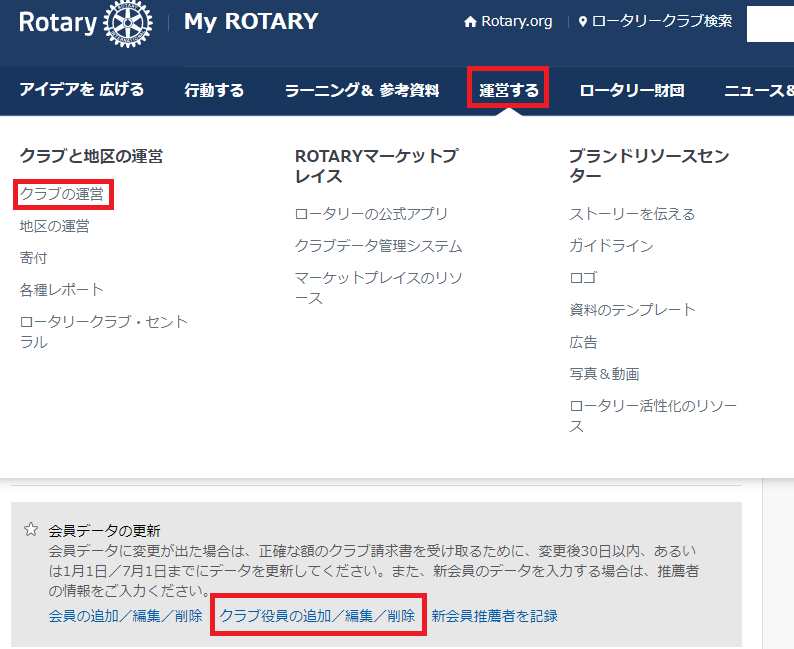 Rotary
My ROTARY
Rotary.org
ロータリークラブ検索
アイデアを 広げる
行動する
ラーニング& 参考資料
運営する
ロータリー財団
ニュース&
クラブと地区の運営
クラブの運営
地区の運営
寄付
各種レポート
ロータリークラブ・セント
ラル
ROTARYマーケットプ
レイス
ロータリーの公式アプリ
クラブデータ管理システム
マーケットプレイスのリソ
ース
ブランドリソースセン
ター
ストーリーを伝える
ガイドライン
ロゴ
資料のテンプレート
広告
写真&動画
ロータリー活性化のリソー
ス
会員データの更新
会員データに変更が出た場合は、正確な額のクラブ請求書を受け取るために、変更後30日以内、あるい
は1月1日／7月1日までにデータを更新してください。また、新会員のデータを入力する場合は、推薦者
の情報をご入力ください。
会員の追加／編集／削除 クラブ役員の追加／編集／削除 新会員推薦者を記録